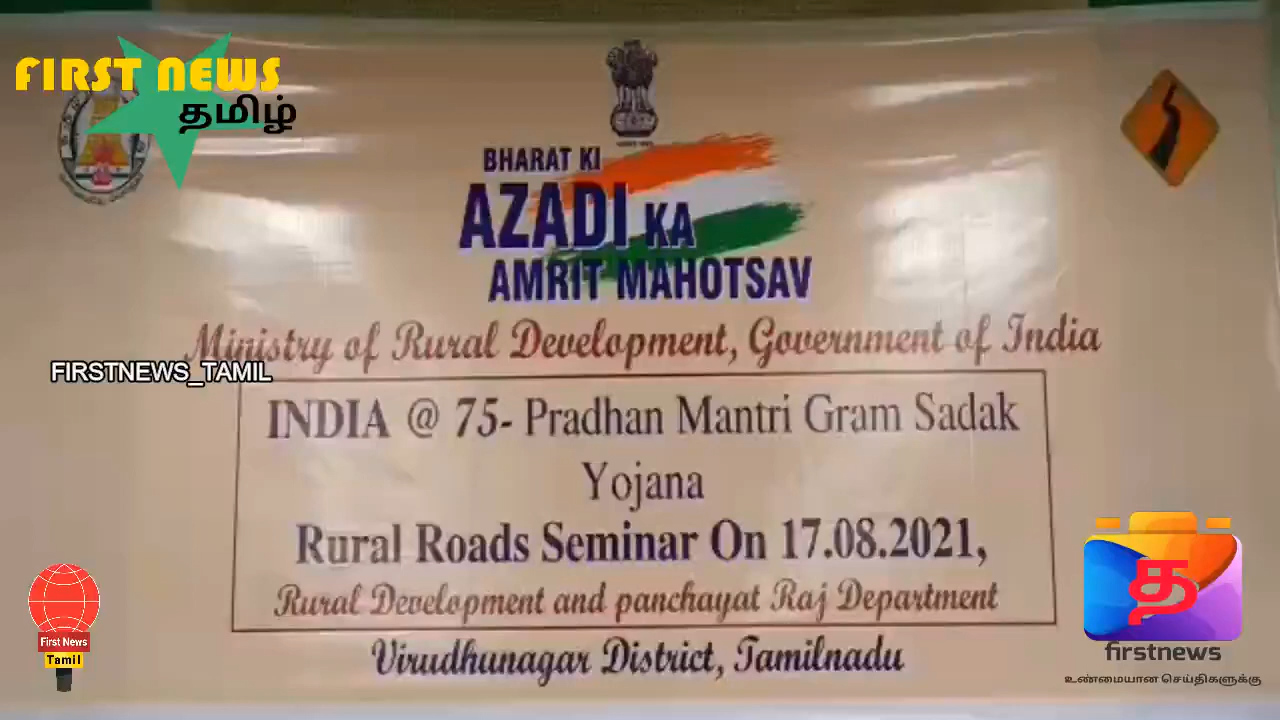 FIRST NEWS
தமிழ்
BHARAT KI
AZADI KA
AMRIT MAHOTSAV
Ministry of Rural Development, Government of India
FIRSTNEWS_TAMIL
INDIA @ 75- Pradhan Mantri Gram Sadak
Yojana
Rural Roads Seminar On 17.08.2021,
Rural Development and panchayat Raj Department
Virudhunagar District, Tamilnadu
First News
Tamil
த
firstnews
உண்மையான செய்திகளுக்கு